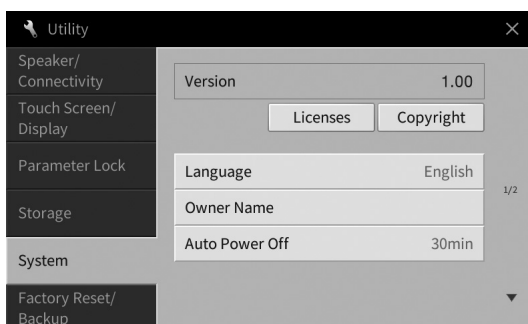 Utility
Speaker/
Connectivity
Touch Screen/
Display
Parameter Lock
Storage
System
Factory Reset/
Backup
Version 1.00
Licenses Copyright
Language English
Owner Name
Auto Power Off 30min
1/2